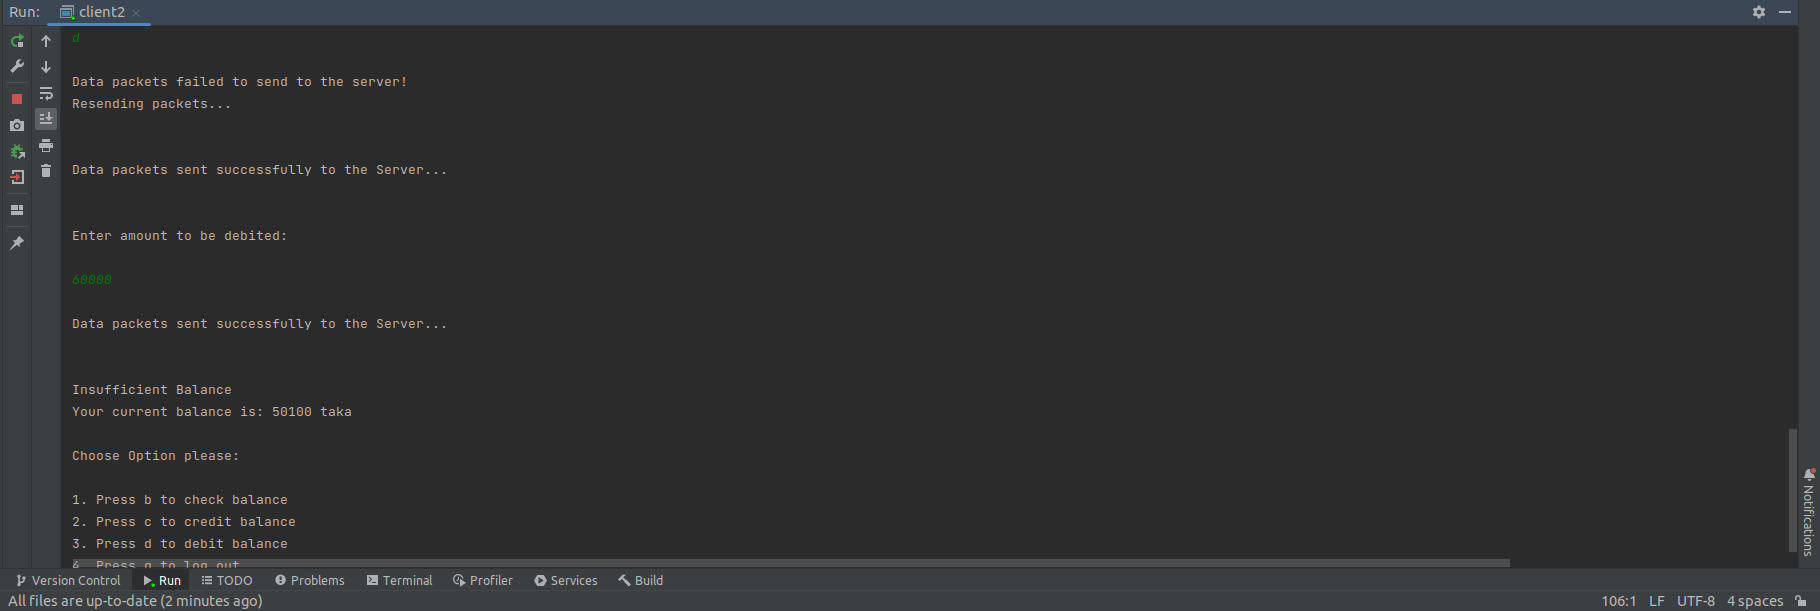 Run: client2
d
Data packets failed to send to the server!
Resending packets...
Data packets sent successfully to the Server...
Enter amount to be debited:
60000
Data packets sent successfully to the Server...
Insufficient Balance
Your current balance is: 50100 taka
Choose Option please:
1. Press b to check balance
2. Press c to credit balance
3. Press d to debit balance
4. Press q to log out
Notifications
Version Control Run TODO Problems Terminal Profiler Services Build
All files are up-to-date (2 minutes ago) 106:1 LF UTF-8 4 spaces